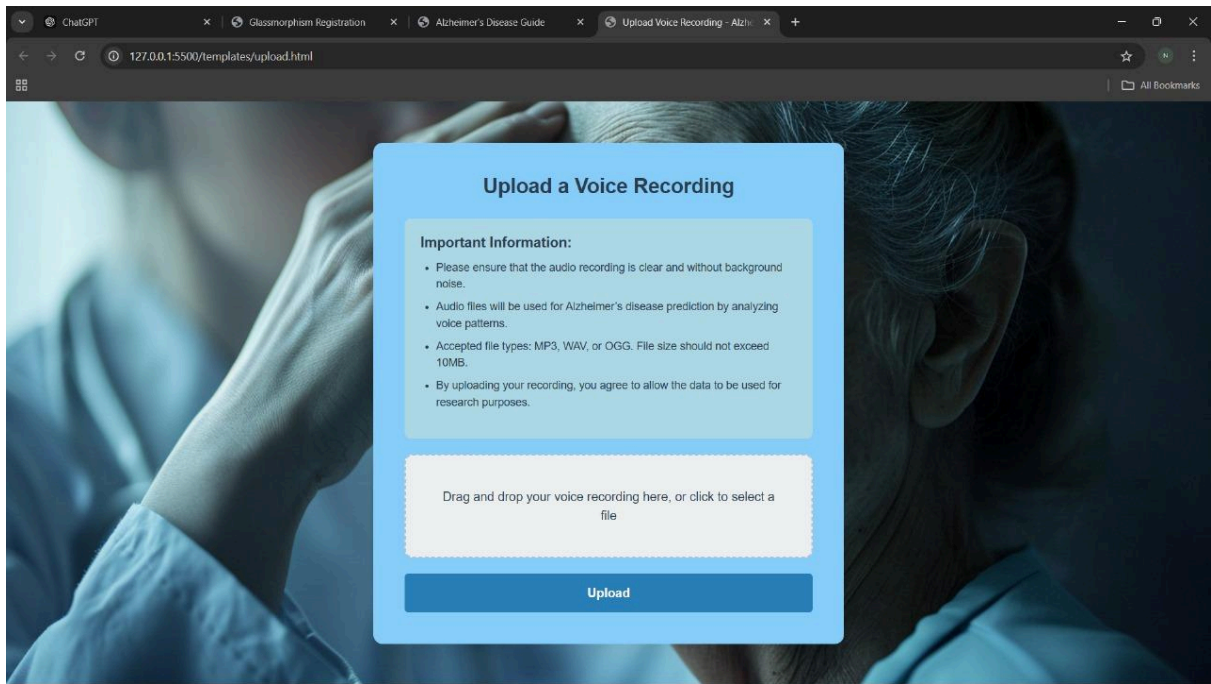 ChatGPT
Glassmorphism Registration
Alzheimer's Disease Guide
Upload Voice Recording - Alzh
127.0.0.1:5500/templates/upload.html
N
All Bookmarks
Upload a Voice Recording
Important Information:
• Please ensure that the audio recording is clear and without background
noise.
• Audio files will be used for Alzheimer's disease prediction by analyzing
voice patterns.
• Accepted file types: MP3, WAV, or OGG. File size should not exceed
10MB.
• By uploading your recording, you agree to allow the data to be used for
research purposes.
Drag and drop your voice recording here, or click to select a
file
Upload